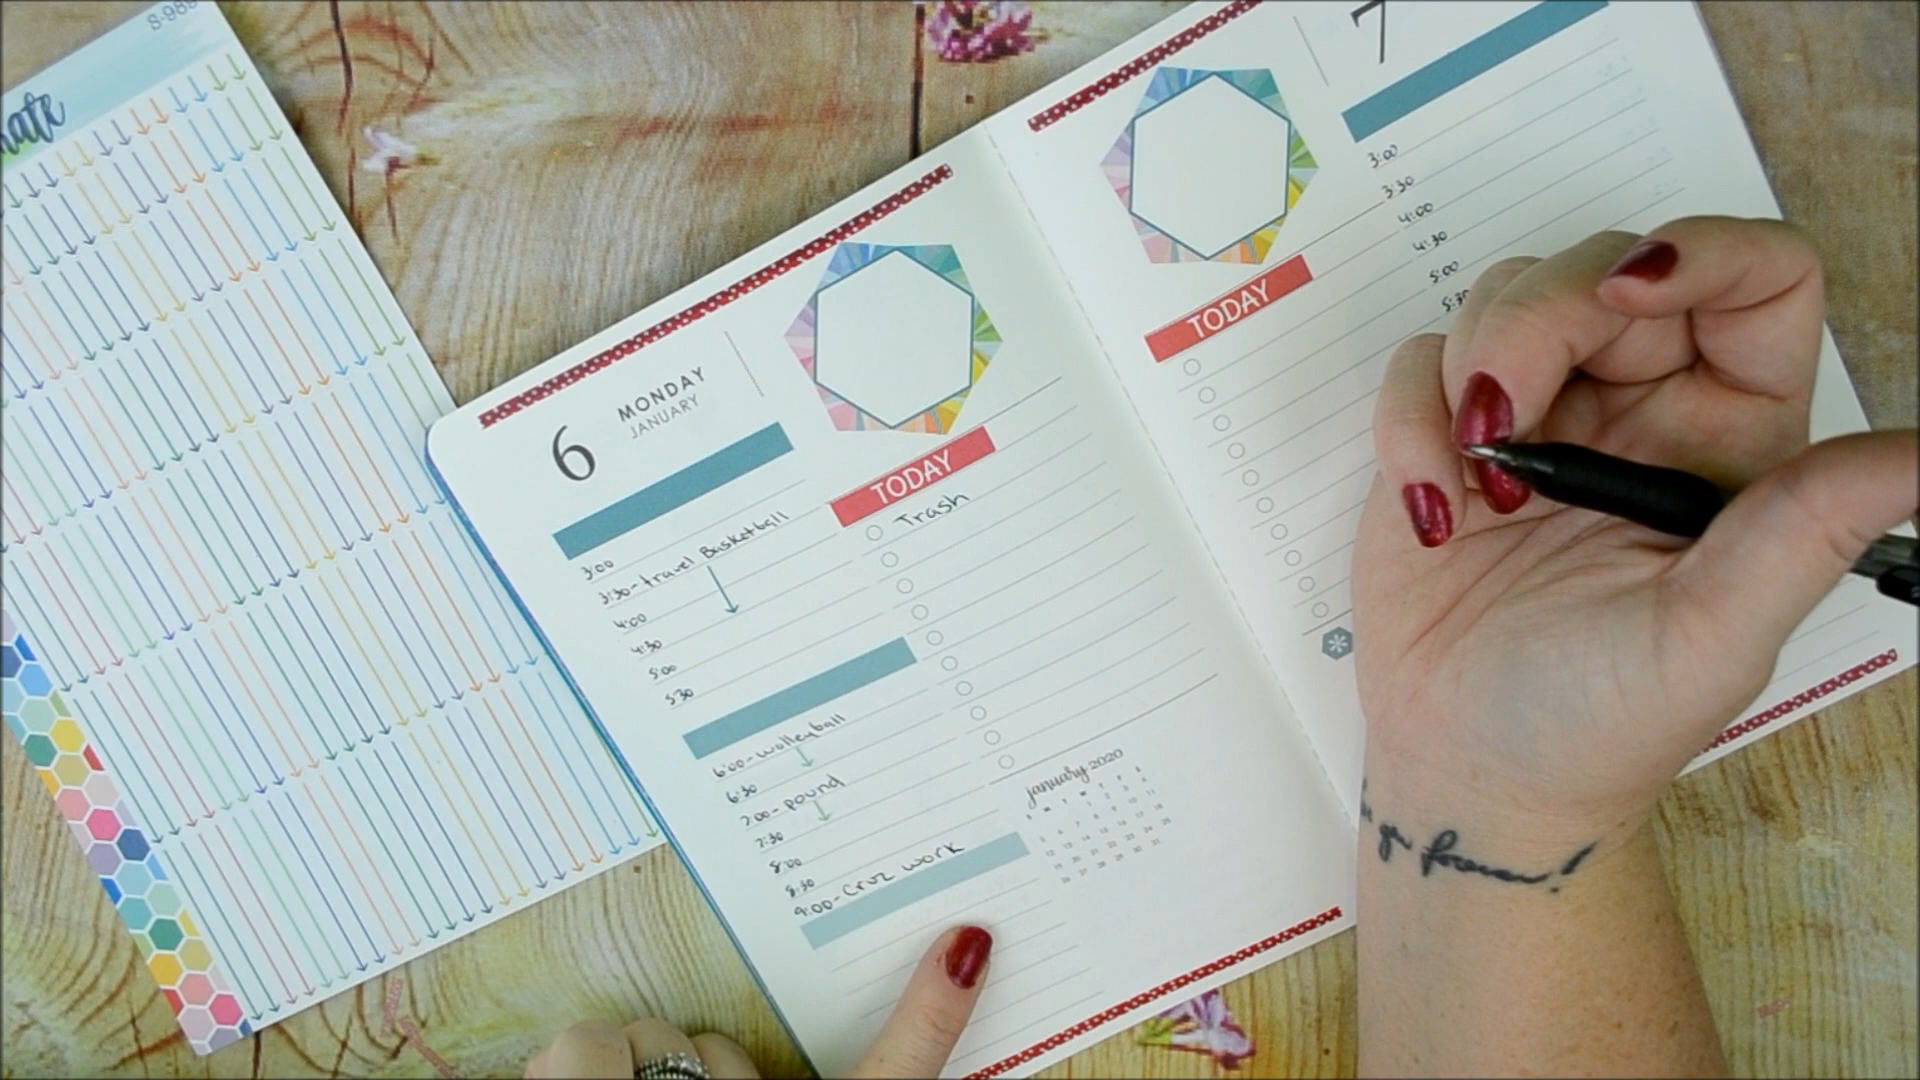 6
MONDAY
JANUARY
TODAY
Trash
3:00
3:30-travel Basketball
4:00
4:30
5:00
5:30
6:00-volleyball
6:30
7:00-pound
7:30
8:00
8:30
9:00-Cruz work
january 2020
7
TODAY
3:00
3:30
4:00
4:30
5:00
5:30